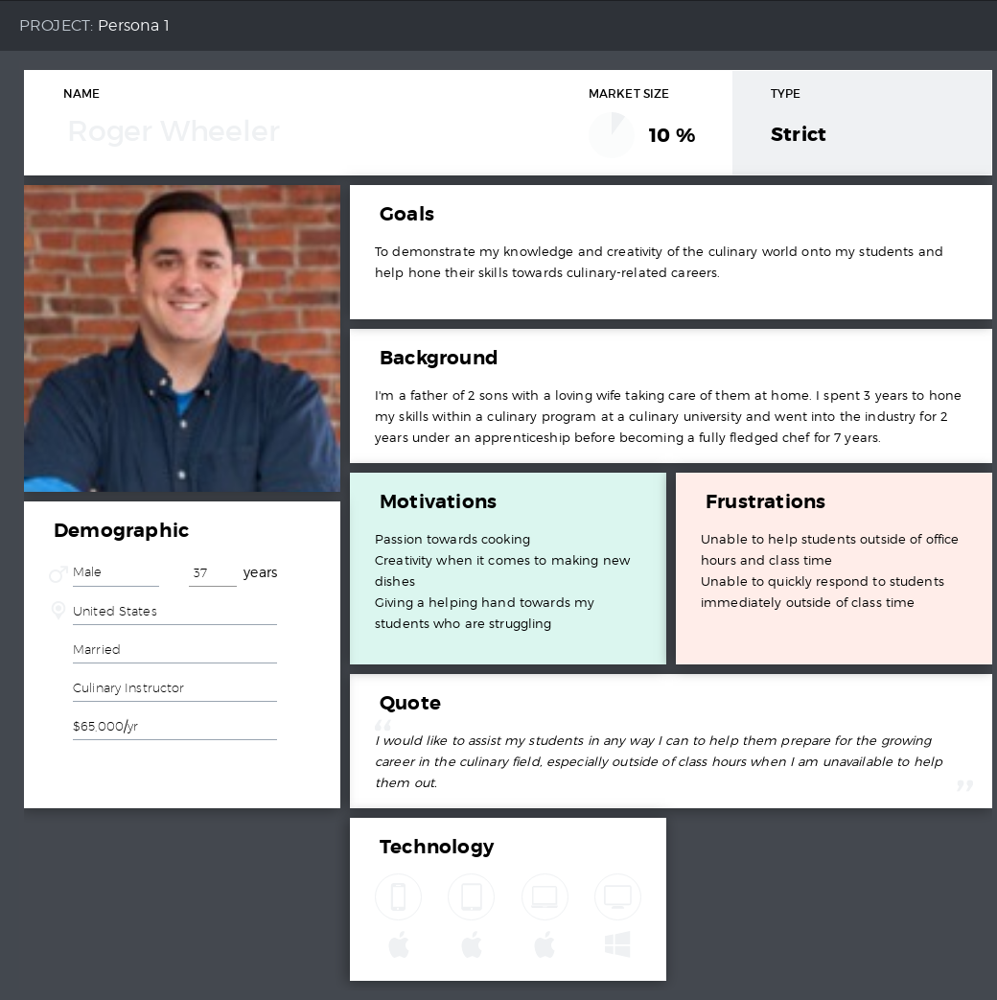 PROJECT: Persona 1
NAME
Roger Wheeler
MARKET SIZE
10 %
TYPE
Strict
Goals
To demonstrate my knowledge and creativity of the culinary world onto my students and
help hone their skills towards culinary-related careers.
Background
I'm a father of 2 sons with a loving wife taking care of them at home. I spent 3 years to hone
my skills within a culinary program at a culinary university and went into the industry for 2
years under an apprenticeship before becoming a fully fledged chef for 7 years.
Demographic
Male
37 years
United States
Married
Culinary Instructor
$65,000/yr
Motivations
Passion towards cooking
Creativity when it comes to making new
dishes
Giving a helping hand towards my
students who are struggling
Frustrations
Unable to help students outside of office
hours and class time
Unable to quickly respond to students
immediately outside of class time
Quote
“
I would like to assist my students in any way I can to help them prepare for the growing
career in the culinary field, especially outside of class hours when I am unavailable to help
them out.
”
Technology